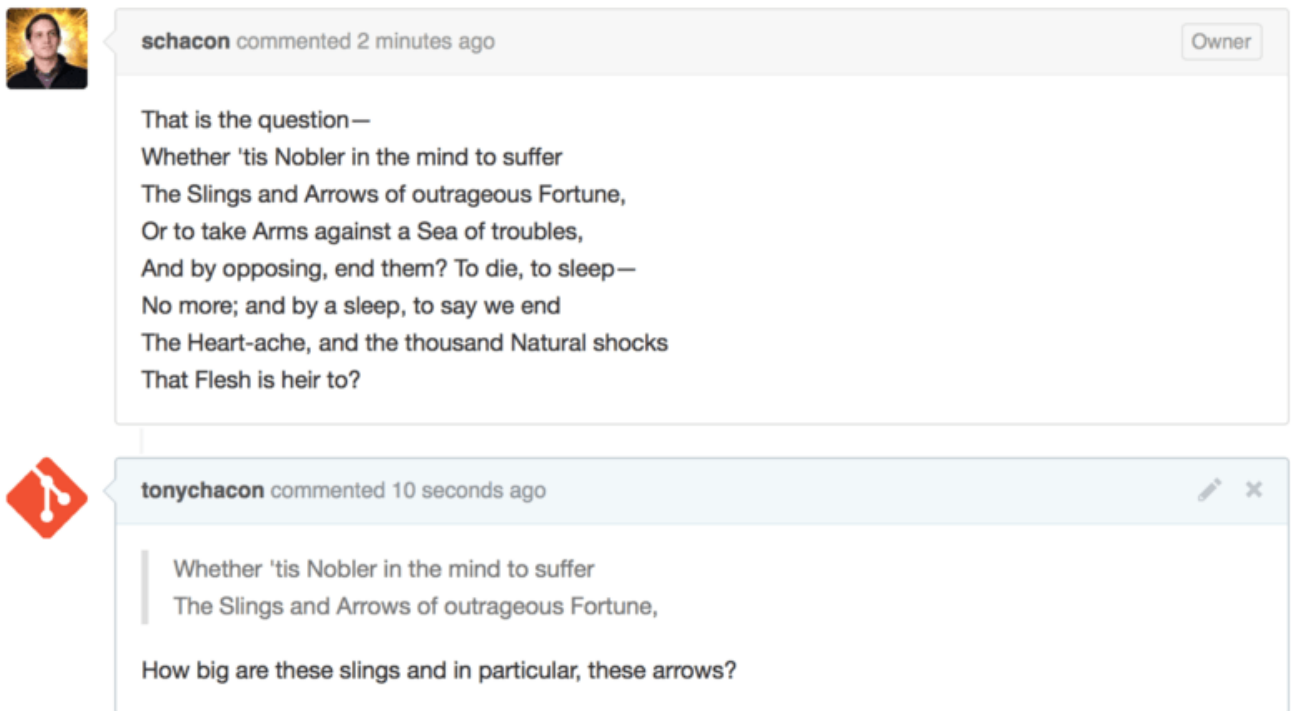 schacon commented 2 minutes ago
Owner
That is the question—
Whether 'tis Nobler in the mind to suffer
The Slings and Arrows of outrageous Fortune,
Or to take Arms against a Sea of troubles,
And by opposing, end them? To die, to sleep—
No more; and by a sleep, to say we end
The Heart-ache, and the thousand Natural shocks
That Flesh is heir to?
tonychacon commented 10 seconds ago
Whether 'tis Nobler in the mind to suffer
The Slings and Arrows of outrageous Fortune,
How big are these slings and in particular, these arrows?